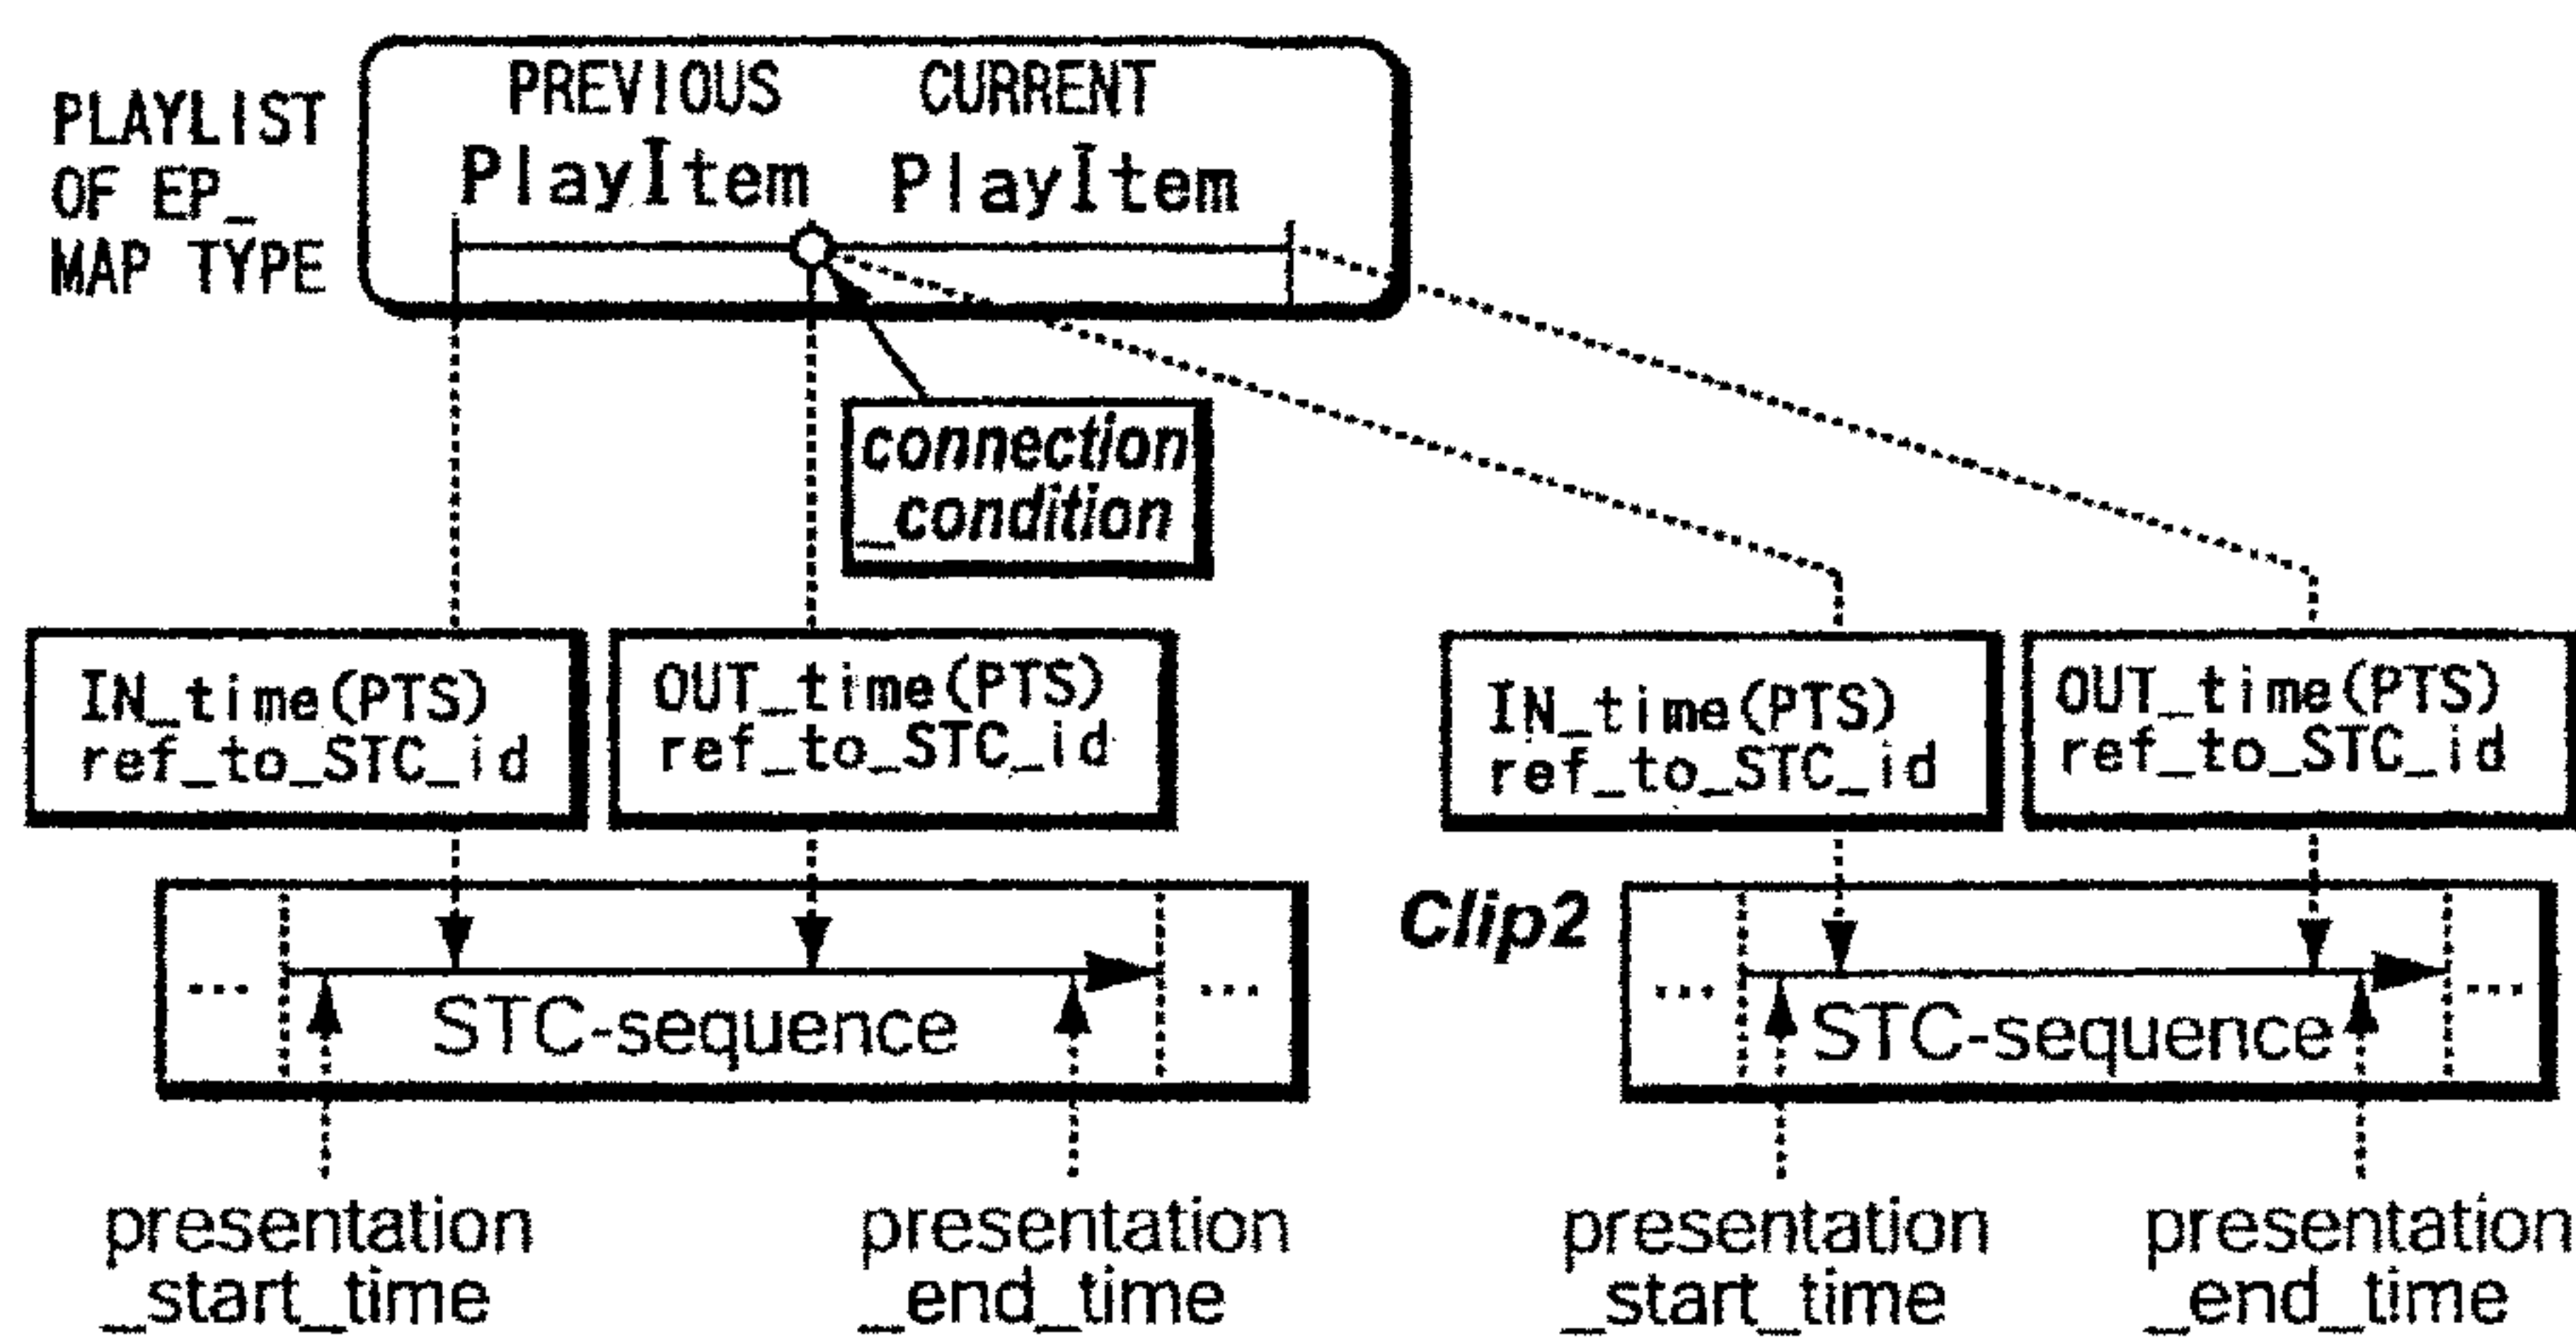 PLAYLIST
OF EP_
MAP TYPE
PREVIOUS
PlayItem
CURRENT
PlayItem
connection
_condition
IN_time(PTS)
ref_to_STC_id
OUT_time(PTS)
ref_to_STC_id
IN_time(PTS)
ref_to_STC_id
OUT_time(PTS)
ref_to_STC_id
...
STC-sequence
...
Clip2
...
STC-sequence
...
presentation
_start_time
presentation
_end_time
presentation
_start_time
presentation
_end_time